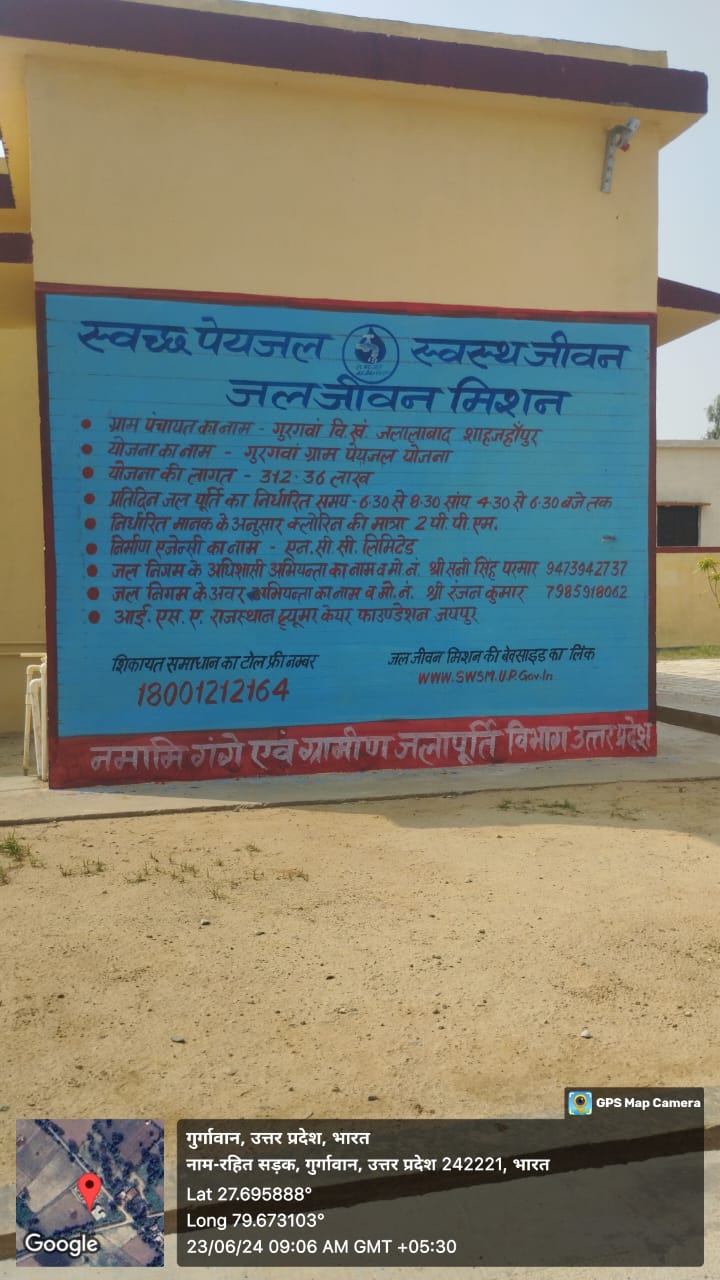 स्वच्छ पेयजल स्वस्थ जीवन
जल जीवन मिशन
• ग्राम पंचायत का नाम - गुरगवां वि.खं. जलालाबाद शाहजहाँपुर
• योजना का नाम - गुरगवां ग्राम पेयजल योजना
• योजना की लागत - 312.36 लाख
• प्रतिदिन जल पूर्ति का निर्धारित समय - 6.30 से 8.30 सांय 4.30 से 6.30 बजे तक
• निर्धारित मानक के अनुसार क्लोरिन की मात्रा 2 पी पी एम.
• निर्माण एजेन्सी का नाम - एन. सी. सी. लिमिटेड
• जल निगम के अधिशासी अभियन्ता का नाम व मो. नं. श्री सनी सिंह परमार 9473942737
• जल निगम के अवर अभियन्ता का नाम व मो. नं. श्री रंजन कुमार 7985918062
• आई. एस. ए. राजस्थान ट्यूमर केयर फाउण्डेशन जयपुर
शिकायत समाधान का टोल फ्री नम्बर
18001212164
जल जीवन मिशन की बेवसाइड का लिंक
WWW.SWSM.U.P.Gov.In
नमामि गंगे एवं ग्रामीण जलापूर्ति विभाग उत्तर प्रदेश
GPS Map Camera
गुर्गावान, उत्तर प्रदेश, भारत
नाम-रहित सड़क, गुर्गावान, उत्तर प्रदेश 242221, भारत
Lat 27.695888°
Long 79.673103°
23/06/24 09:06 AM GMT +05:30
Google